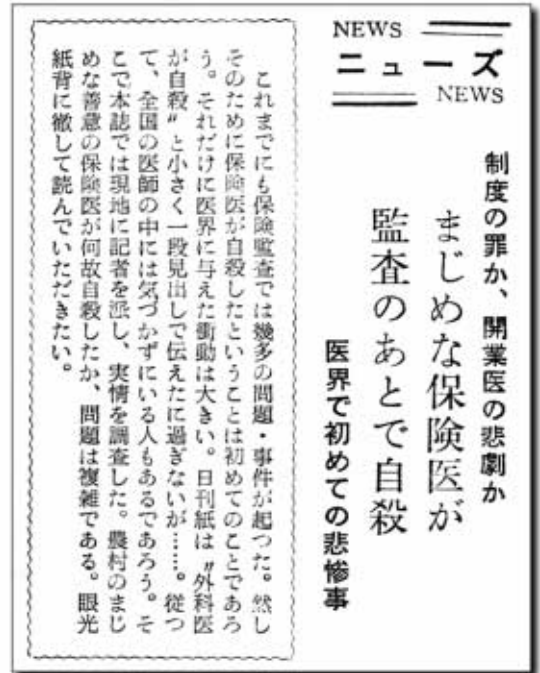 NEWS
ニューズ
NEWS
制度の罪か、開業医の悲劇か
まじめな保険医が
監査のあとで自殺
医界で初めての悲惨事
これまでにも保険監査では幾多の問題・事件が起つた。然し
そのために保険医が自殺したということは初めてのことであろ
う。それだけに医界に与えた衝動は大きい。日刊紙は〝外科医
が自殺〟と小さく一段見出しで伝えたに過ぎないが……。従つ
て、全国の医師の中には気づかずにいる人もあるであろう。そ
こで本誌では現地に記者を派し、実情を調査した。農村のまじ
めな善意の保険医が何故自殺したか、問題は複雑である。眼光
紙背に徹して読んでいただきたい。